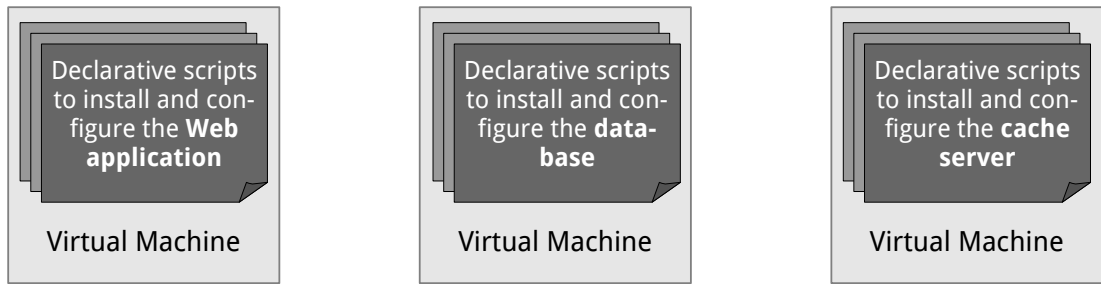 Declarative scripts
to install and con-
figure the Web
application
Virtual Machine
Declarative scripts
to install and con-
figure the data-
base
Virtual Machine
Declarative scripts
to install and con-
figure the cache
server
Virtual Machine